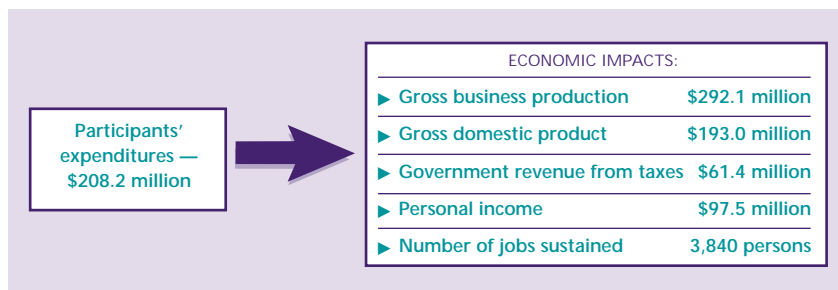 Participants'
expenditures —
$208.2 million
ECONOMIC IMPACTS:
▶ Gross business production $292.1 million
▶ Gross domestic product $193.0 million
▶ Government revenue from taxes $61.4 million
▶ Personal income $97.5 million
▶ Number of jobs sustained 3,840 persons